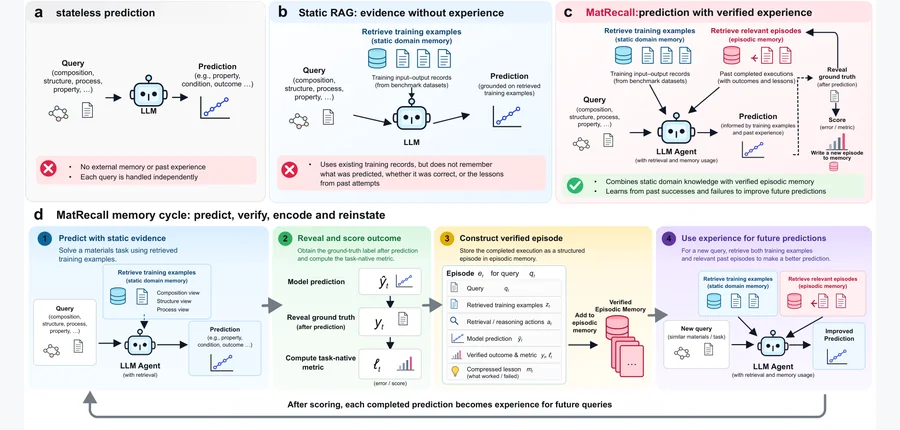 a stateless prediction
Query
(composition,
structure, process,
property, …)
LLM
Prediction
(e.g., property,
condition, outcome …)
• No external memory or past experience
• Each query is handled independently
b Static RAG: evidence without experience
Retrieve training examples
(static domain memory)
Training input–output records
(from benchmark datasets)
Query
(composition,
structure, process,
property, …)
LLM
Prediction
(grounded on retrieved
training examples)
• Uses existing training records, but does not remember
what was predicted, whether it was correct, or the lessons
from past attempts
c MatRecall:prediction with verified experience
Retrieve training examples
(static domain memory)
Retrieve relevant episodes
(episodic memory)
Training input–output records
(from benchmark datasets)
Past completed executions
(with outcomes and lessons)
Reveal
ground truth
(after prediction)
Query
(composition,
structure, process,
property, …)
LLM Agent
(with retrieval and memory usage)
Prediction
(informed by training examples
and past experience)
Score
(error / metric)
Write a new episode
to memory
• Combines static domain knowledge with verified episodic memory
• Learns from past successes and failures to improve future predictions
d MatRecall memory cycle: predict, verify, encode and reinstate
1 Predict with static evidence
Solve a materials task using retrieved
training examples.
Retrieve training examples
(static domain memory)
Composition view
Structure view
Process view
Query
(composition,
structure, process,
property, …)
LLM Agent
(with retrieval)
Prediction
(e.g., property,
condition, outcome …)
2 Reveal and score outcome
Obtain the ground-truth label after prediction
and compute the task-native metric.
Model prediction
ŷt
Reveal ground truth
(after prediction)
yt
Compute task-native
metric
ℓt
(error / score)
3 Construct verified episode
Store the completed execution as a structured
episode in episodic memory.
Episode ei for query qi
Query qi
Retrieved training examples zi
Retrieval / reasoning actions ai
Model prediction ŷi
Verified outcome & metric yi, ℓi
Compressed lesson mi
(what worked / failed)
Add to
episodic
memory
Verified
Episodic Memory
...
4 Use experience for future predictions
For a new query, retrieve both training examples
and relevant past episodes to make a better prediction.
Retrieve training examples
(static domain memory)
Retrieve relevant episodes
(episodic memory)
New query
(similar materials / task)
LLM Agent
(with retrieval and memory usage)
Improved
Prediction
After scoring, each completed prediction becomes experience for future queries